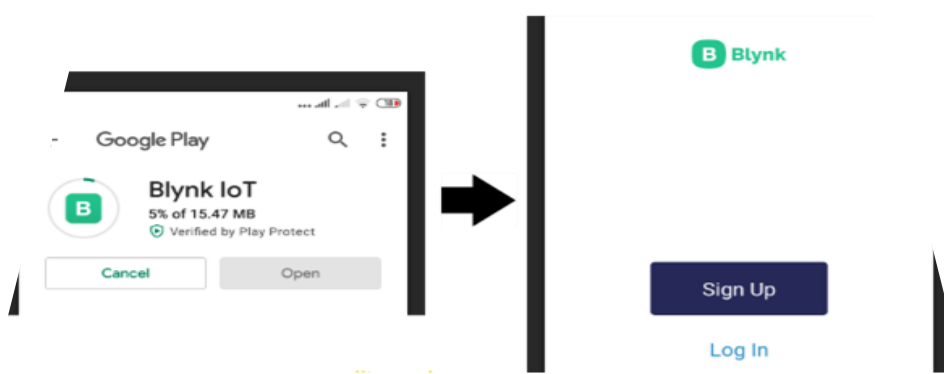 Google Play
Blynk IoT
B
5% of 15.47 MB
Verified by Play Protect
Cancel
Open
B Blynk
Sign Up
Log In